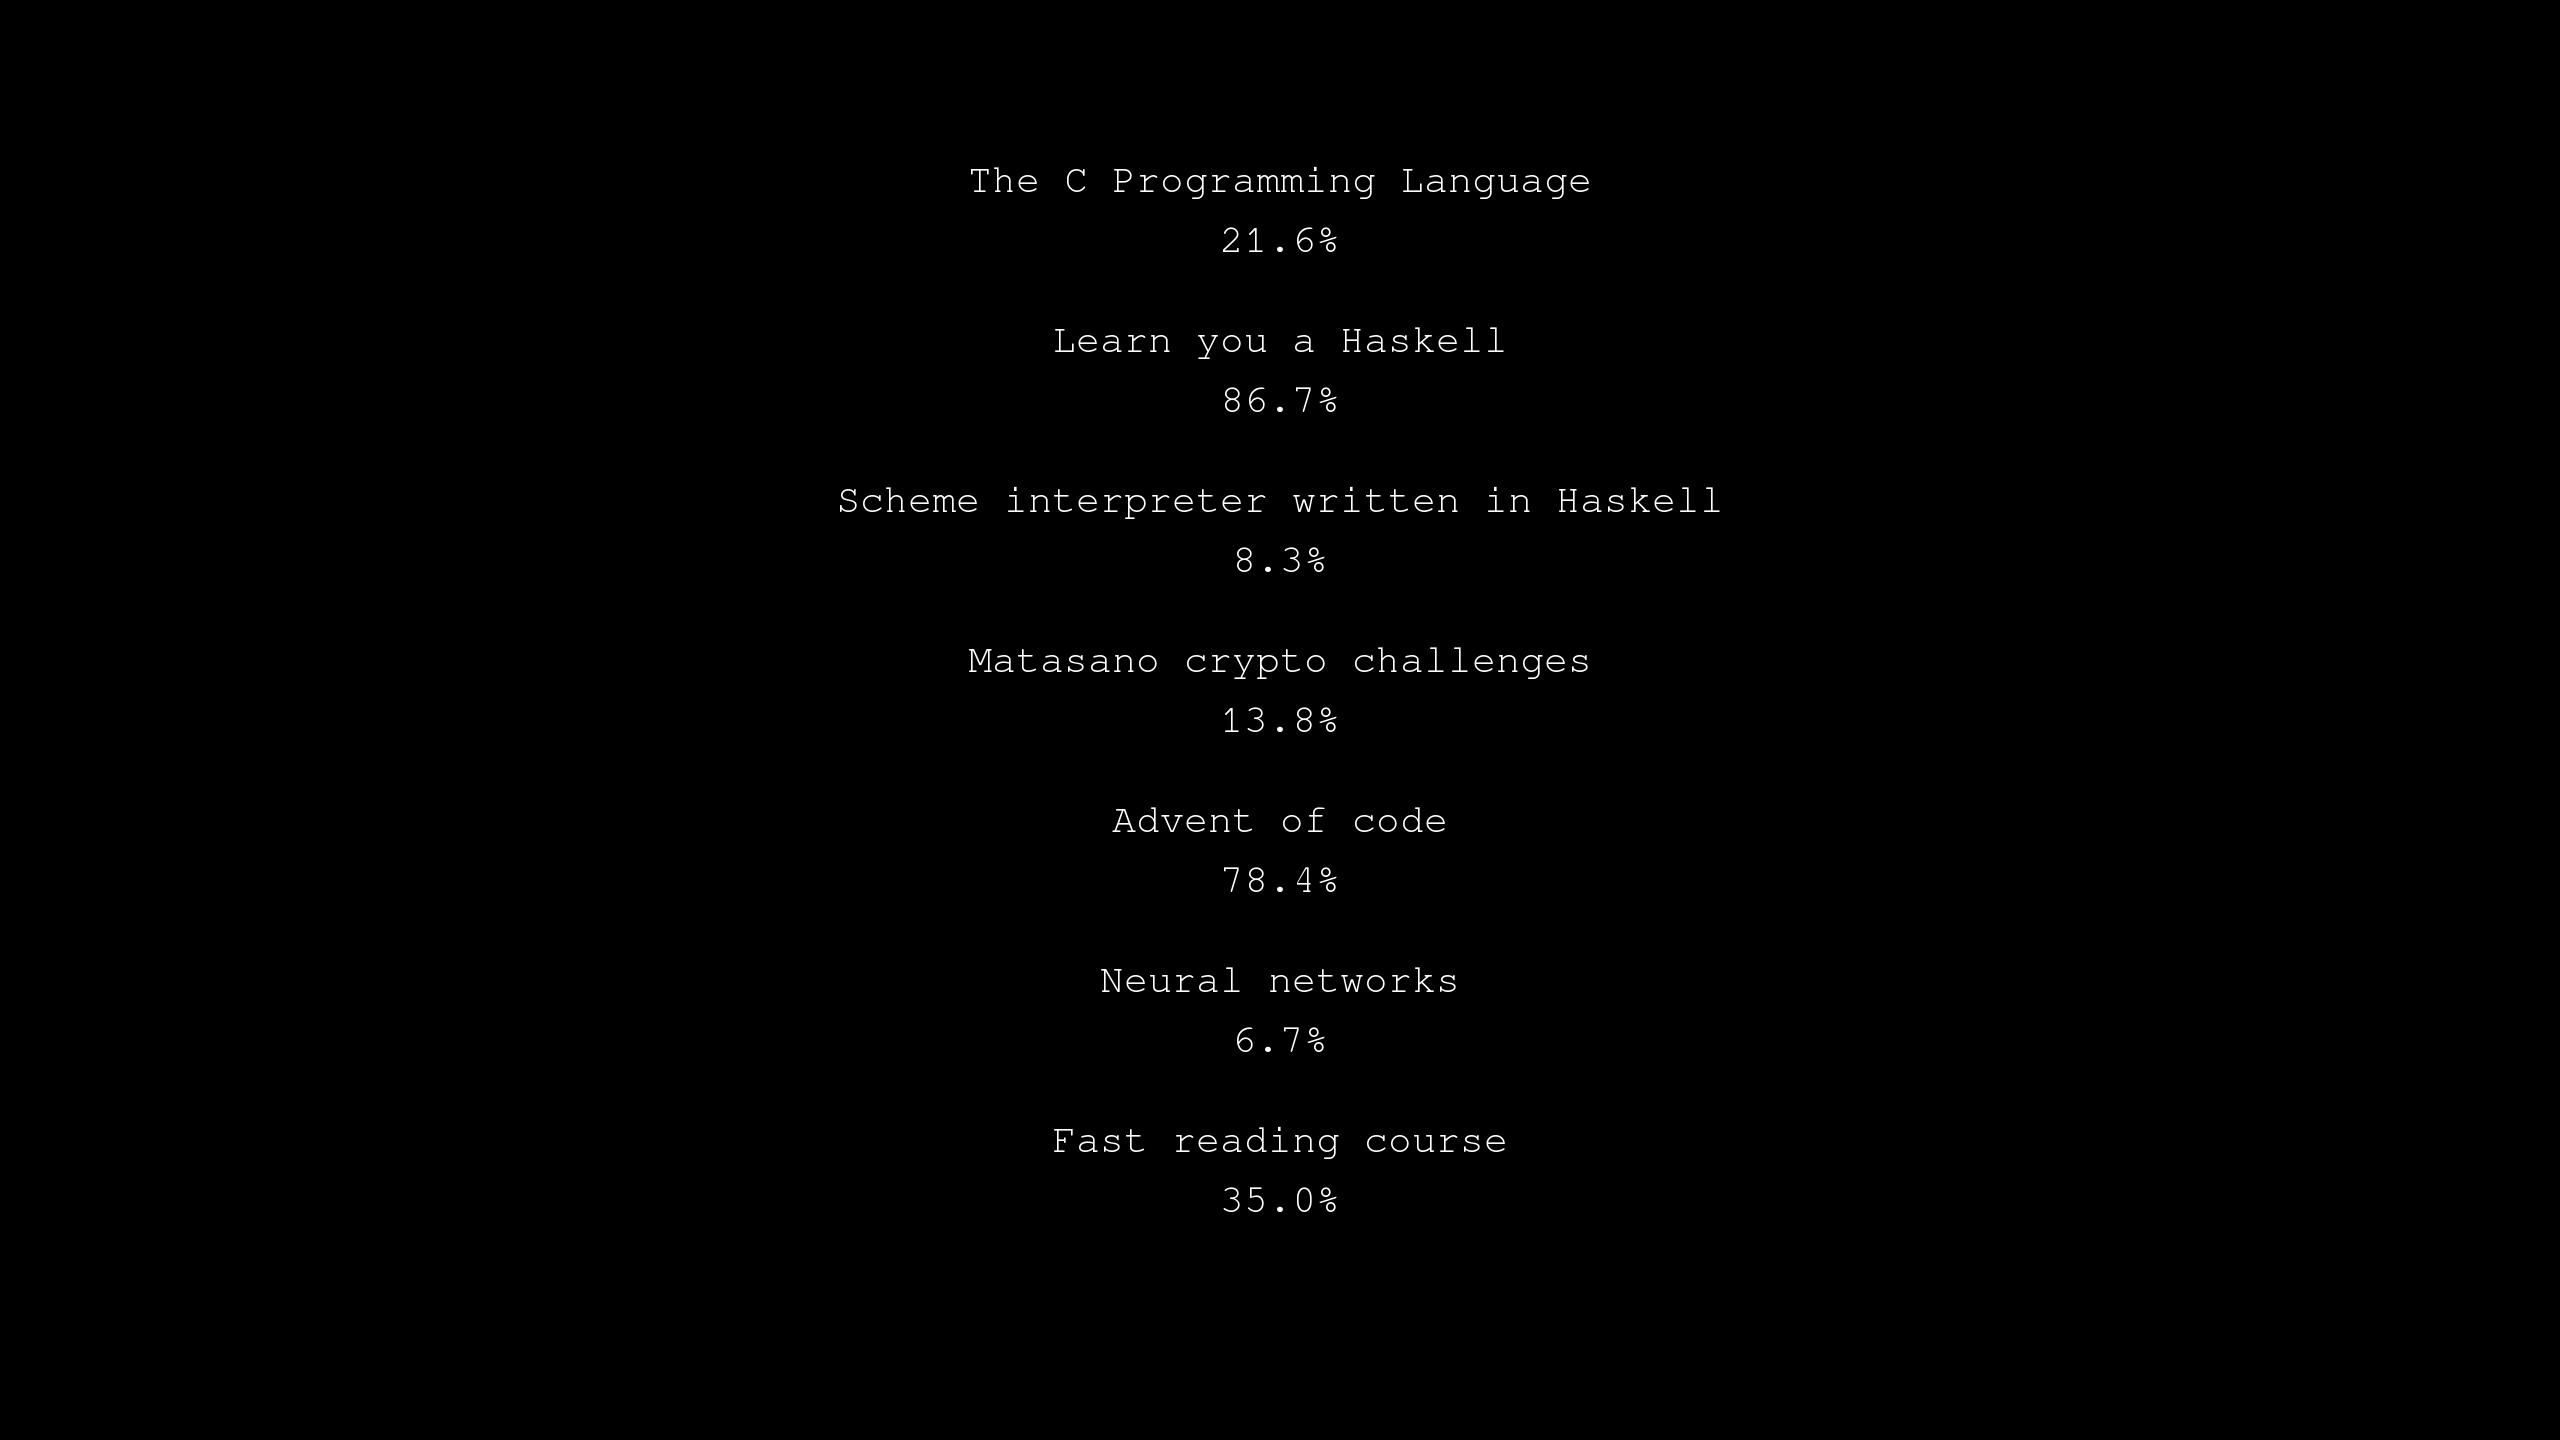 The C Programming Language
21.6%
Learn you a Haskell
86.7%
Scheme interpreter written in Haskell
8.3%
Matasano crypto challenges
13.8%
Advent of code
78.4%
Neural networks
6.7%
Fast reading course
35.0%